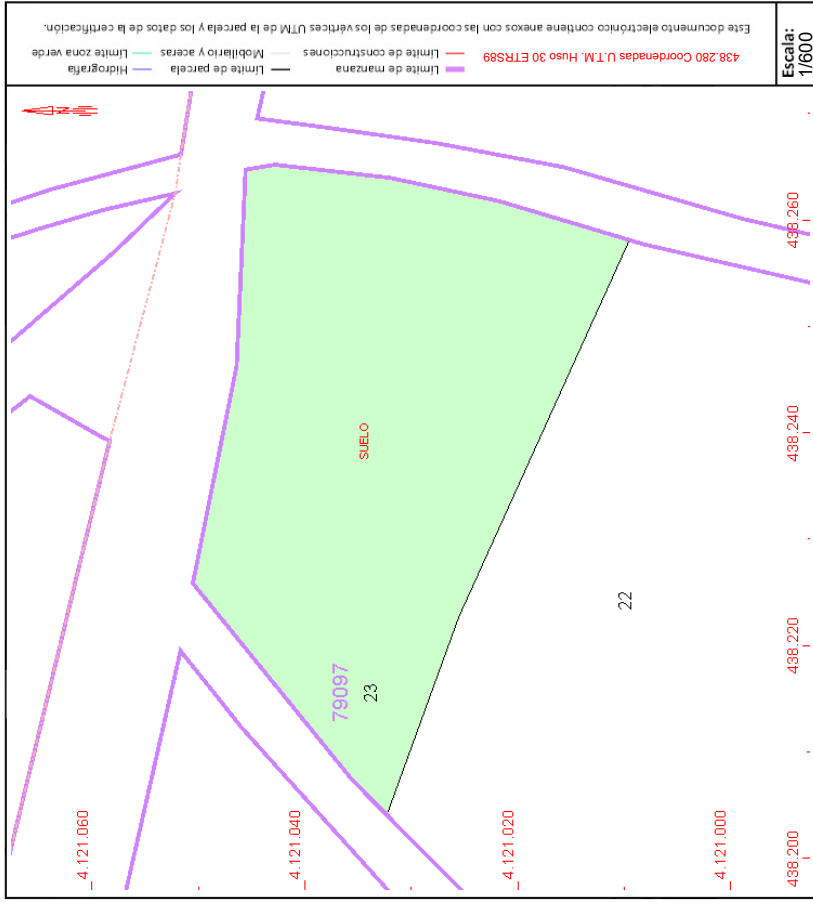 Este documento electrónico contiene anexos con las coordenadas de los vértices UTM de la parcela y los datos de la certificación.
438.280 Coordenadas U.T.M. Huso 30 ETRS89
Límite de manzana
Límite de parcela
Límite de construcciones
Mobiliario y aceras
Límite zona verde
Hidrografía
Escala:
1/600
4.121.060
4.121.040
4.121.020
4.121.000
438.260
438.240
438.220
438.200
SUELO
79097
23
22